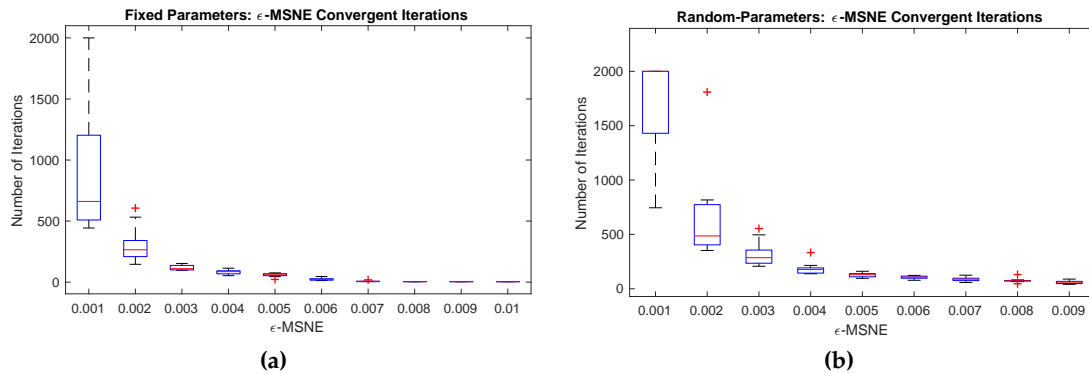 Fixed Parameters: ϵ-MSNE Convergent Iterations
2000
1500
1000
500
0
Number of Iterations
0.001 0.002 0.003 0.004 0.005 0.006 0.007 0.008 0.009 0.01
ϵ-MSNE
(a)
Random-Parameters: ϵ-MSNE Convergent Iterations
2000
1500
1000
500
0
Number of Iterations
0.001 0.002 0.003 0.004 0.005 0.006 0.007 0.008 0.009
ϵ-MSNE
(b)